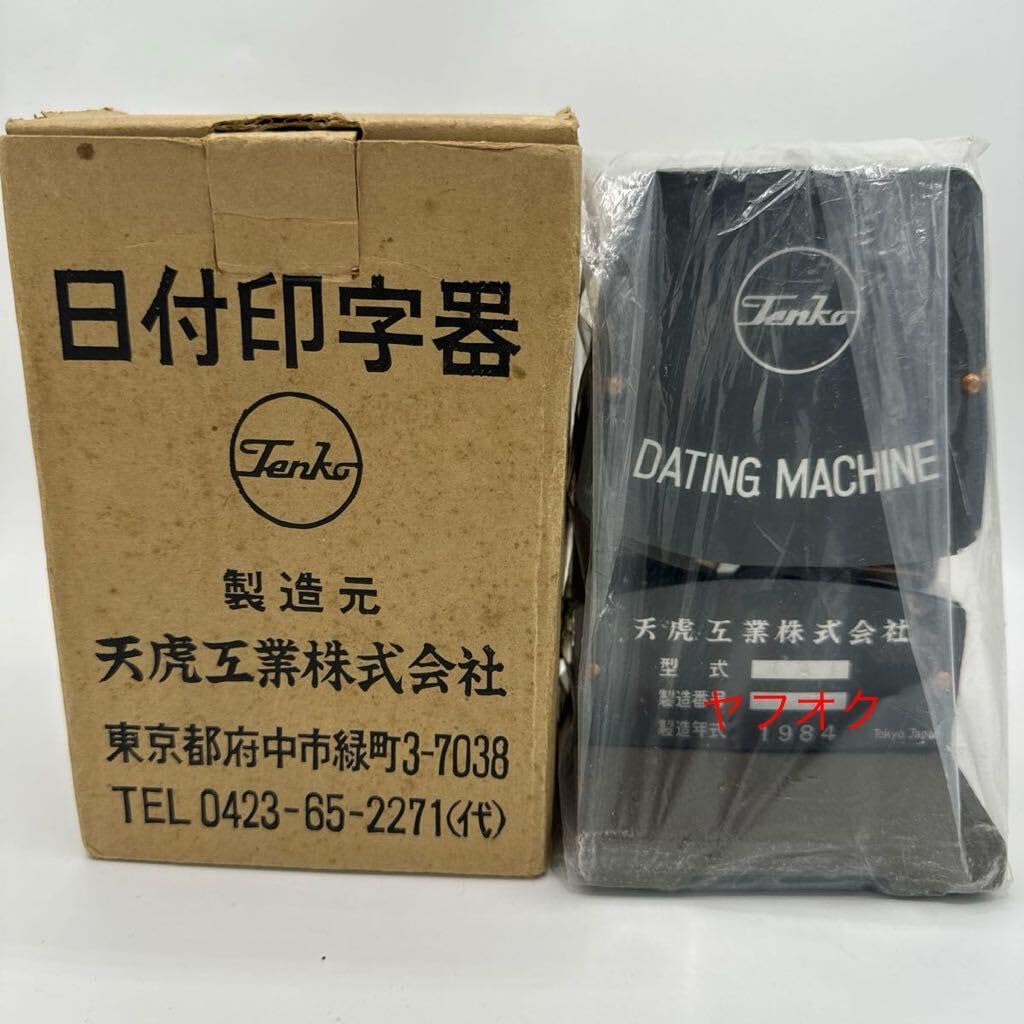 日付印字器
Tenko
製造元
天虎工業株式会社
東京都府中市緑町3-7038
TEL 0423-65-2271(代)
Tenko
DATING MACHINE
天虎工業株式会社
型 式
製造番号
ヤフオク
製造年式 1984 Tokyo Japan